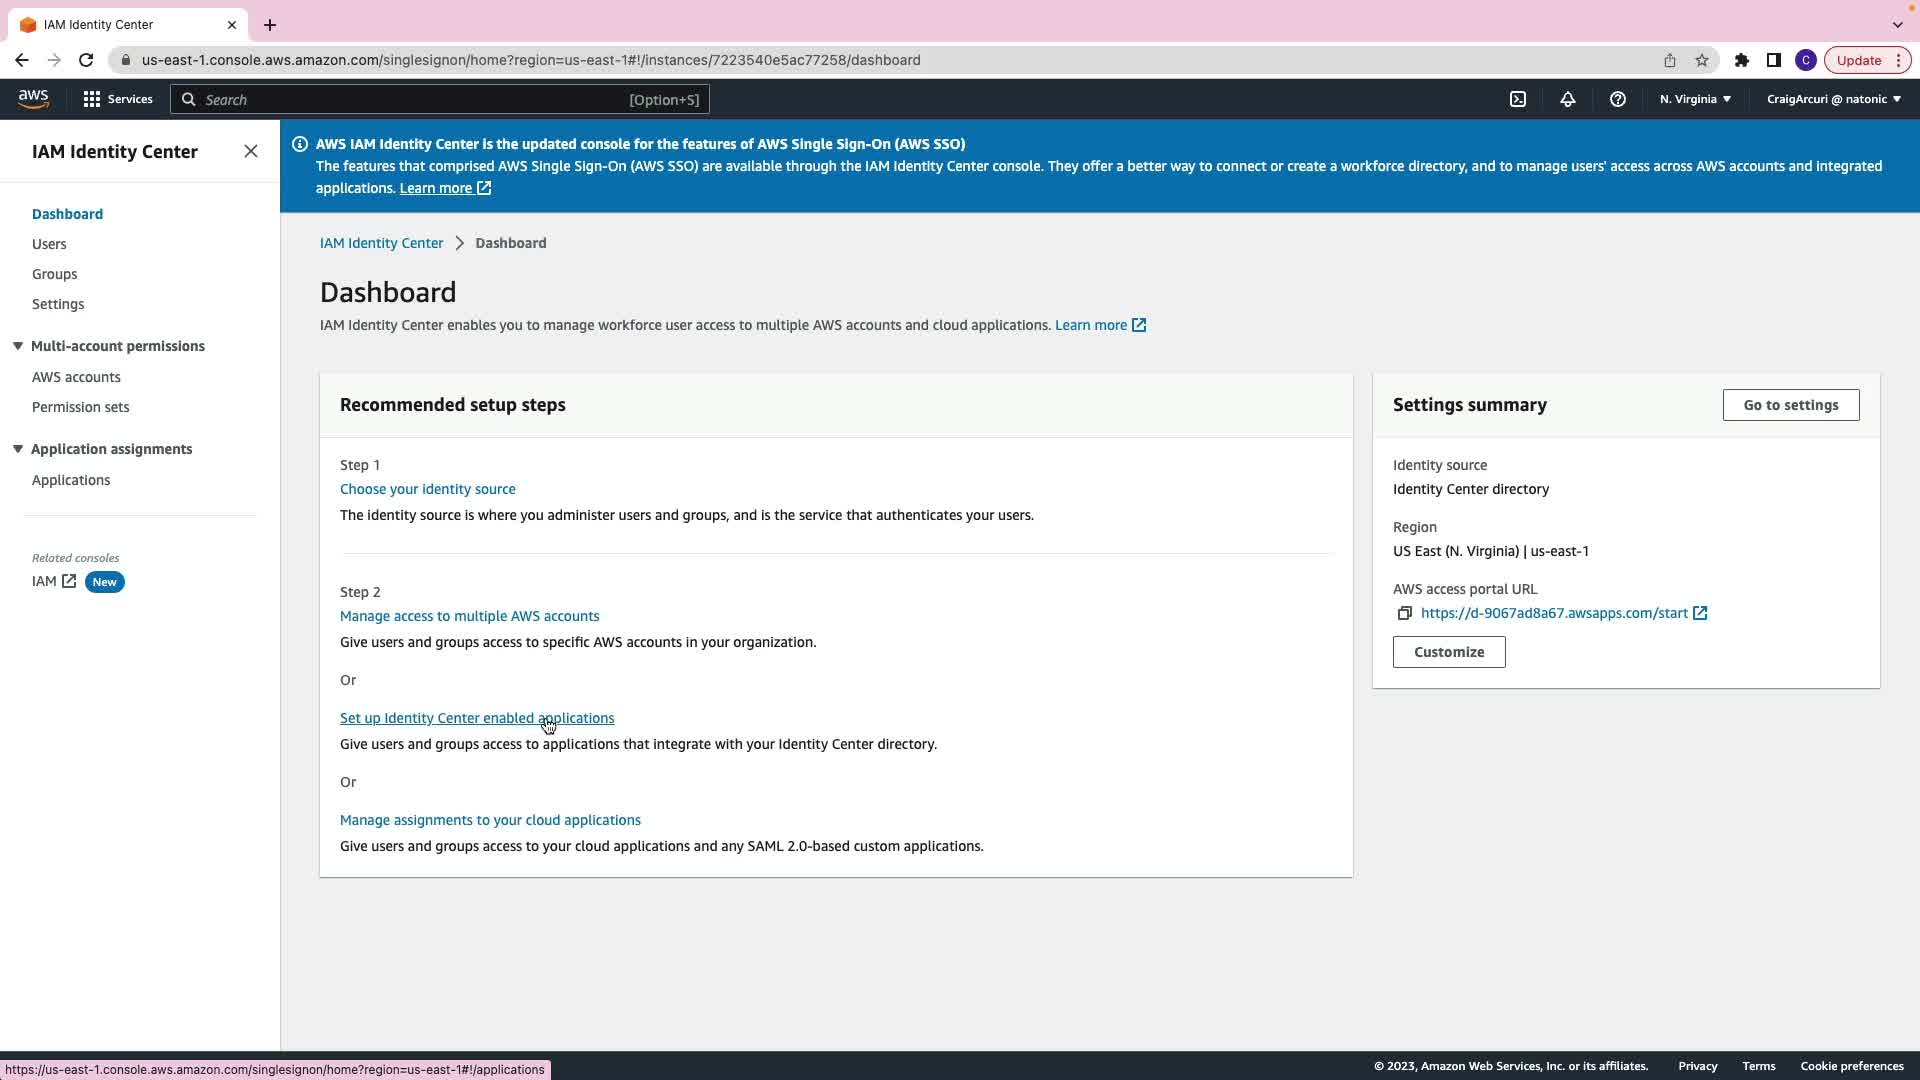 IAM Identity Center
us-east-1.console.aws.amazon.com/singlesignon/home?region=us-east-1#!/instances/7223540e5ac77258/dashboard
C
Update
aws
Services
Search
[Option+S]
N. Virginia
CraigArcuri @ natonic
IAM Identity Center
Dashboard
Users
Groups
Settings
Multi-account permissions
AWS accounts
Permission sets
Application assignments
Applications
Related consoles
IAM
New
AWS IAM Identity Center is the updated console for the features of AWS Single Sign-On (AWS SSO)
The features that comprised AWS Single Sign-On (AWS SSO) are available through the IAM Identity Center console. They offer a better way to connect or create a workforce directory, and to manage users' access across AWS accounts and integrated
applications. Learn more
IAM Identity Center > Dashboard
Dashboard
IAM Identity Center enables you to manage workforce user access to multiple AWS accounts and cloud applications. Learn more
Recommended setup steps
Step 1
Choose your identity source
The identity source is where you administer users and groups, and is the service that authenticates your users.
Step 2
Manage access to multiple AWS accounts
Give users and groups access to specific AWS accounts in your organization.
Or
Set up Identity Center enabled applications
Give users and groups access to applications that integrate with your Identity Center directory.
Or
Manage assignments to your cloud applications
Give users and groups access to your cloud applications and any SAML 2.0-based custom applications.
Settings summary
Go to settings
Identity source
Identity Center directory
Region
US East (N. Virginia) | us-east-1
AWS access portal URL
https://d-9067ad8a67.awsapps.com/start
Customize
https://us-east-1.console.aws.amazon.com/singlesignon/home?region=us-east-1#!/applications
© 2023, Amazon Web Services, Inc. or its affiliates.
Privacy
Terms
Cookie preferences